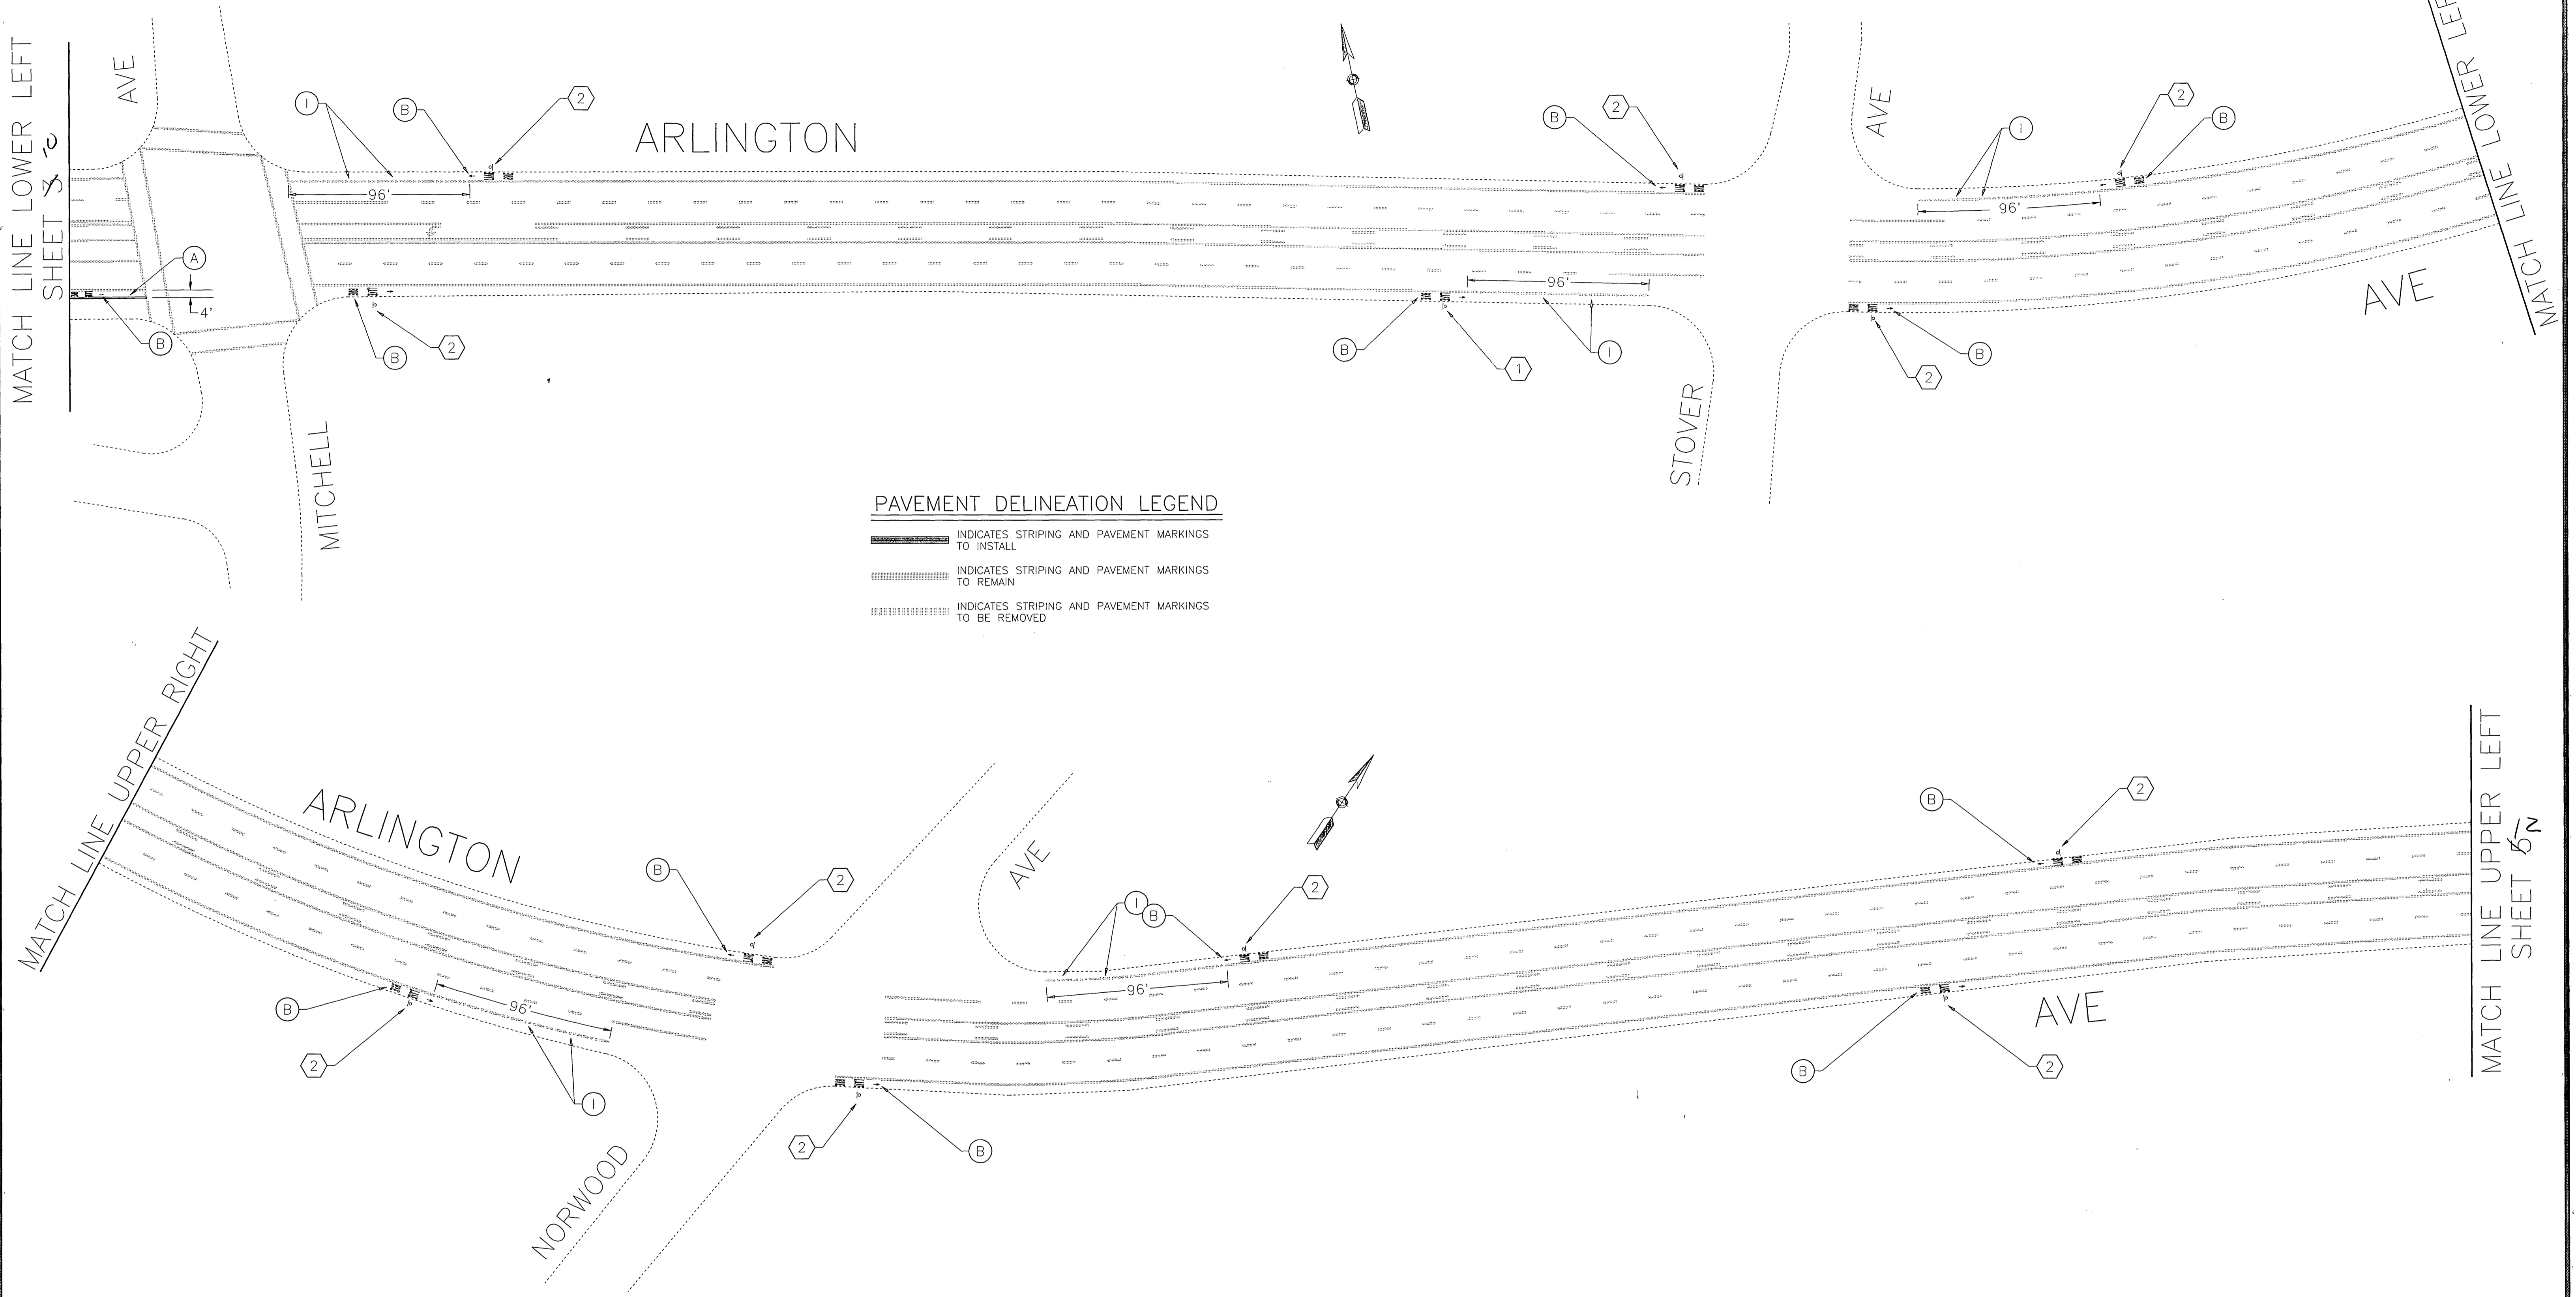 MATCH LINE LOWER LEFT
SHEET 10
AVE
I
B
2
ARLINGTON
96'
A
4'
B
B
2
MITCHELL
B
2
AVE
B
1
96'
I
STOVER
I
96'
2
B
2
B
AVE
MATCH LINE LOWER LEFT
PAVEMENT DELINEATION LEGEND
INDICATES STRIPING AND PAVEMENT MARKINGS
TO INSTALL
INDICATES STRIPING AND PAVEMENT MARKINGS
TO REMAIN
INDICATES STRIPING AND PAVEMENT MARKINGS
TO BE REMOVED
MATCH LINE UPPER RIGHT
ARLINGTON
B
2
B
2
96'
I
NORWOOD
AVE
I
B
2
96'
2
B
B
2
B
2
AVE
MATCH LINE UPPER LEFT
SHEET 5 12